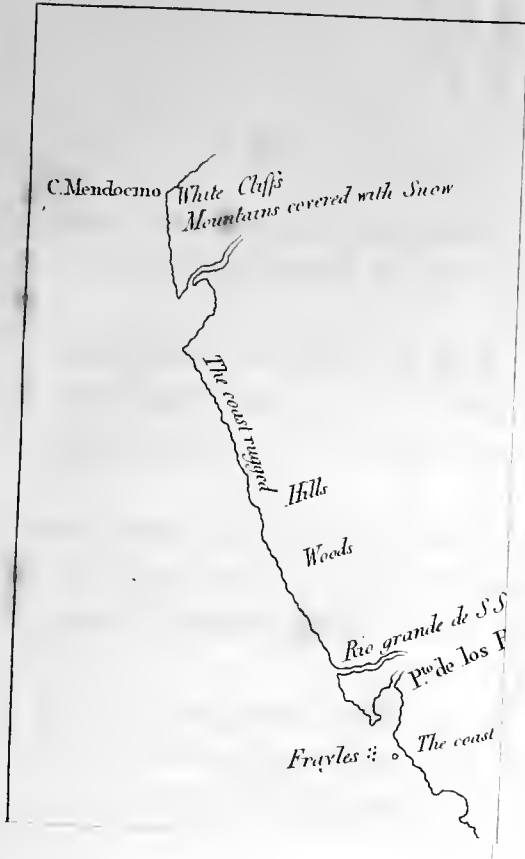 C. Mendocino
White Cliffs
Mountains covered with Snow
The coast rugged
Hills
Woods
Rio grande de S S
P.to de los
Frayles
The coast